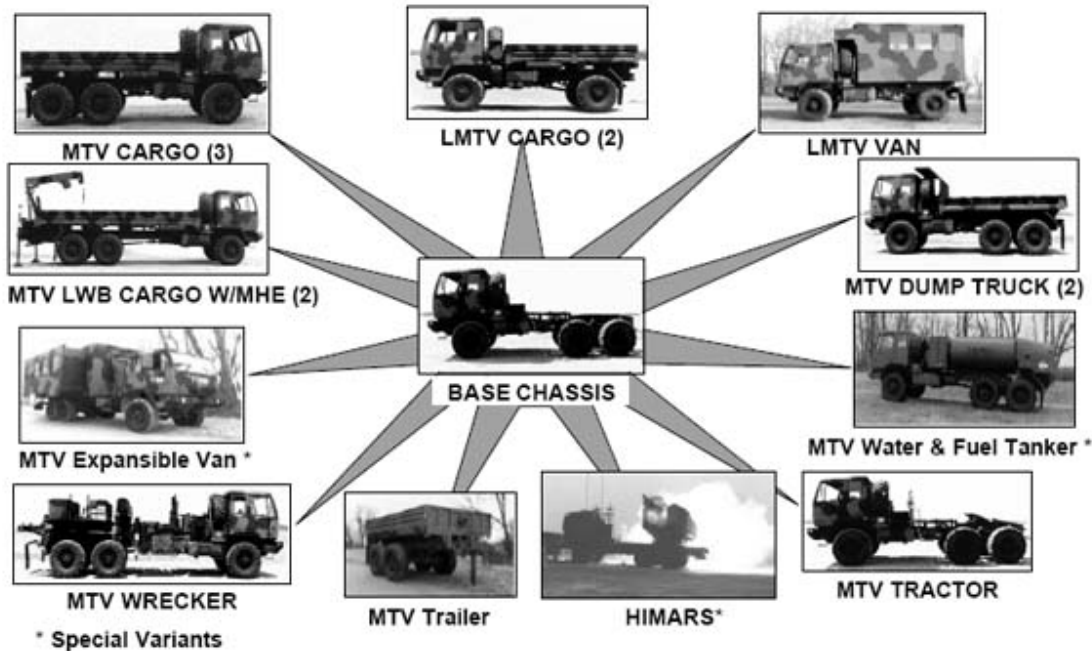 MTV CARGO (3)
LMTV CARGO (2)
LMTV VAN
MTV LWB CARGO W/MHE (2)
MTV DUMP TRUCK (2)
BASE CHASSIS
MTV Expansible Van *
MTV Water & Fuel Tanker *
MTV WRECKER
MTV Trailer
HIMARS*
MTV TRACTOR
* Special Variants